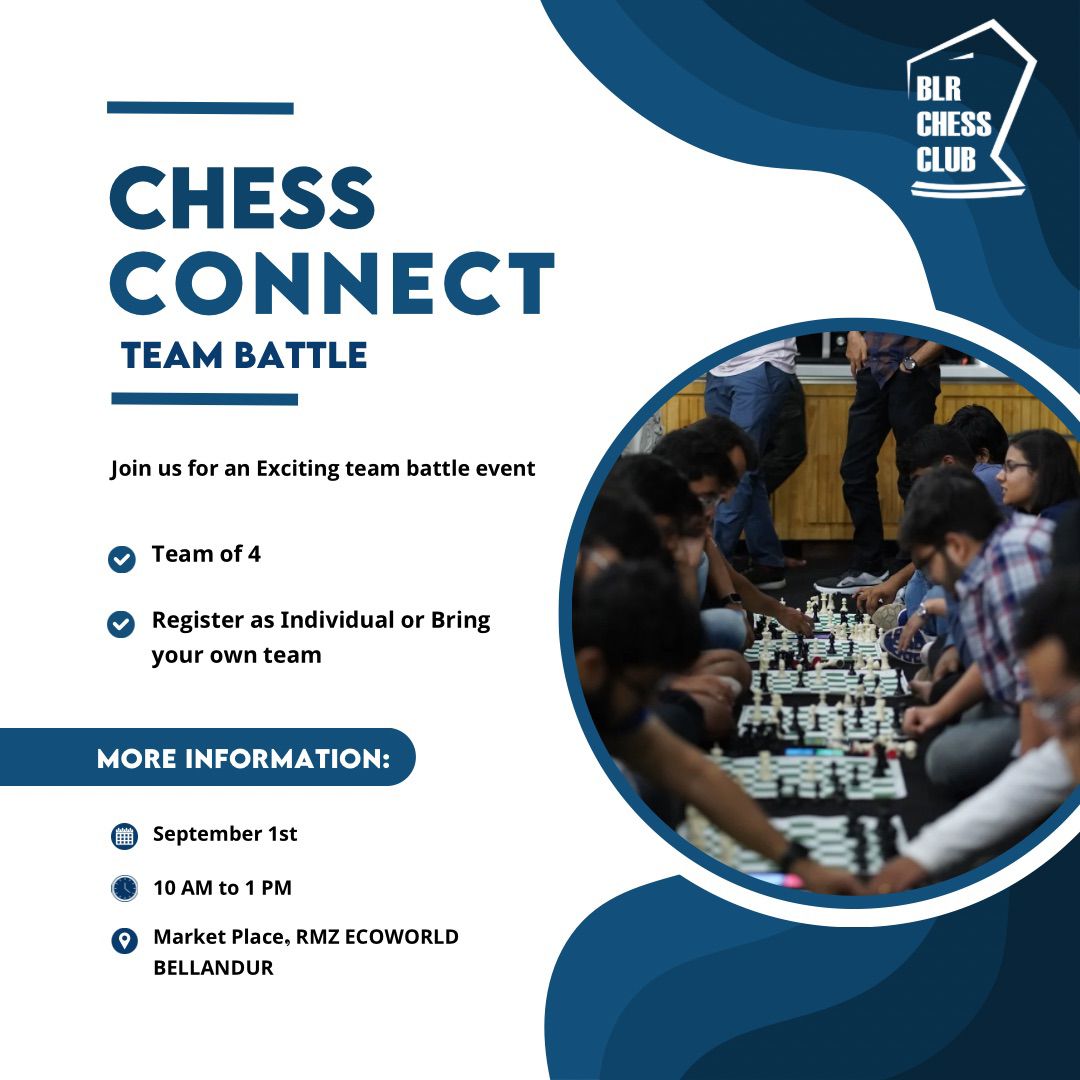 BLR
CHESS
CLUB
CHESS
CONNECT
TEAM BATTLE
Join us for an Exciting team battle event
Team of 4
Register as Individual or Bring
your own team
MORE INFORMATION:
September 1st
10 AM to 1 PM
Market Place, RMZ ECOWORLD
BELLANDUR